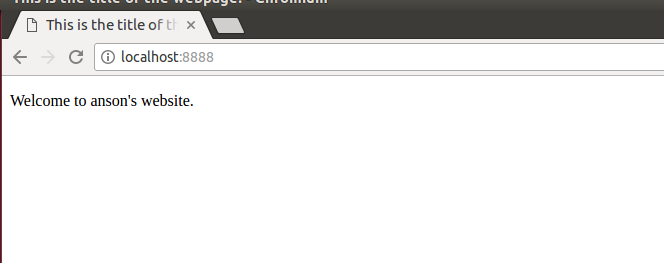 This is the title of the webpage. - Chromium
This is the title of th
localhost:8888
Welcome to anson's website.